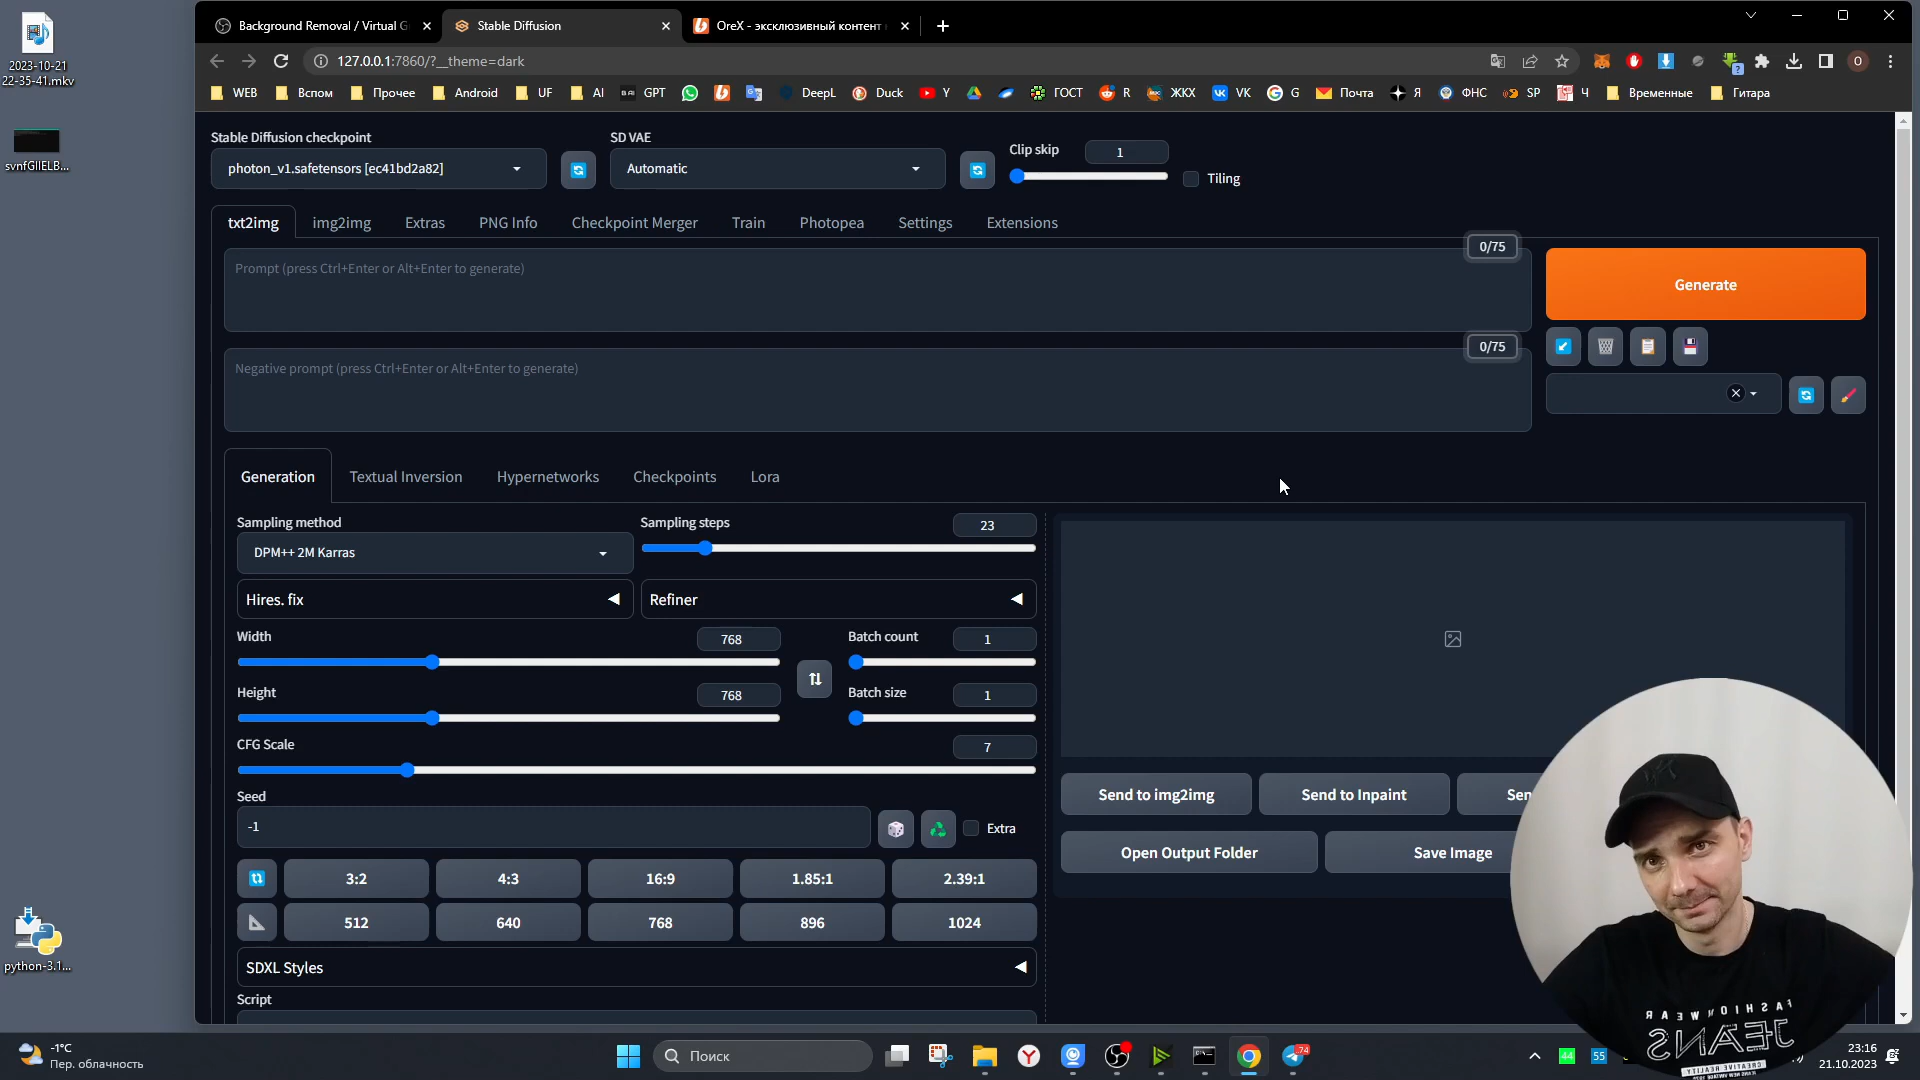 2023-10-21
22-35-41.mkv
svnfGIlELB...
python-3.1...
Background Removal / Virtual G
Stable Diffusion
OreX - эксклюзивный контент
127.0.0.1:7860/?__theme=dark
O
WEB
Вспом
Прочее
Android
UF
AI
GPT
DeepL
Duck
Y
ГОСТ
R
ЖКХ
VK
G
Почта
Я
ФНС
SP
Ч
Временные
Гитара
Stable Diffusion checkpoint
SD VAE
Clip skip
1
photon_v1.safetensors [ec41bd2a82]
Automatic
Tiling
txt2img
img2img
Extras
PNG Info
Checkpoint Merger
Train
Photopea
Settings
Extensions
0/75
Prompt (press Ctrl+Enter or Alt+Enter to generate)
Generate
0/75
Negative prompt (press Ctrl+Enter or Alt+Enter to generate)
Generation
Textual Inversion
Hypernetworks
Checkpoints
Lora
Sampling method
Sampling steps
23
DPM++ 2M Karras
Hires. fix
Refiner
Width
768
Batch count
1
Height
768
Batch size
1
CFG Scale
7
Seed
-1
Extra
Send to img2img
Send to Inpaint
Sen
Open Output Folder
Save Image
3:2
4:3
16:9
1.85:1
2.39:1
512
640
768
896
1024
SDXL Styles
Script
FASHIONWEAR
JEANS
CREATIVE REALITY
-1°C
Пер. облачность
Поиск
74
44
55
23:16
21.10.2023